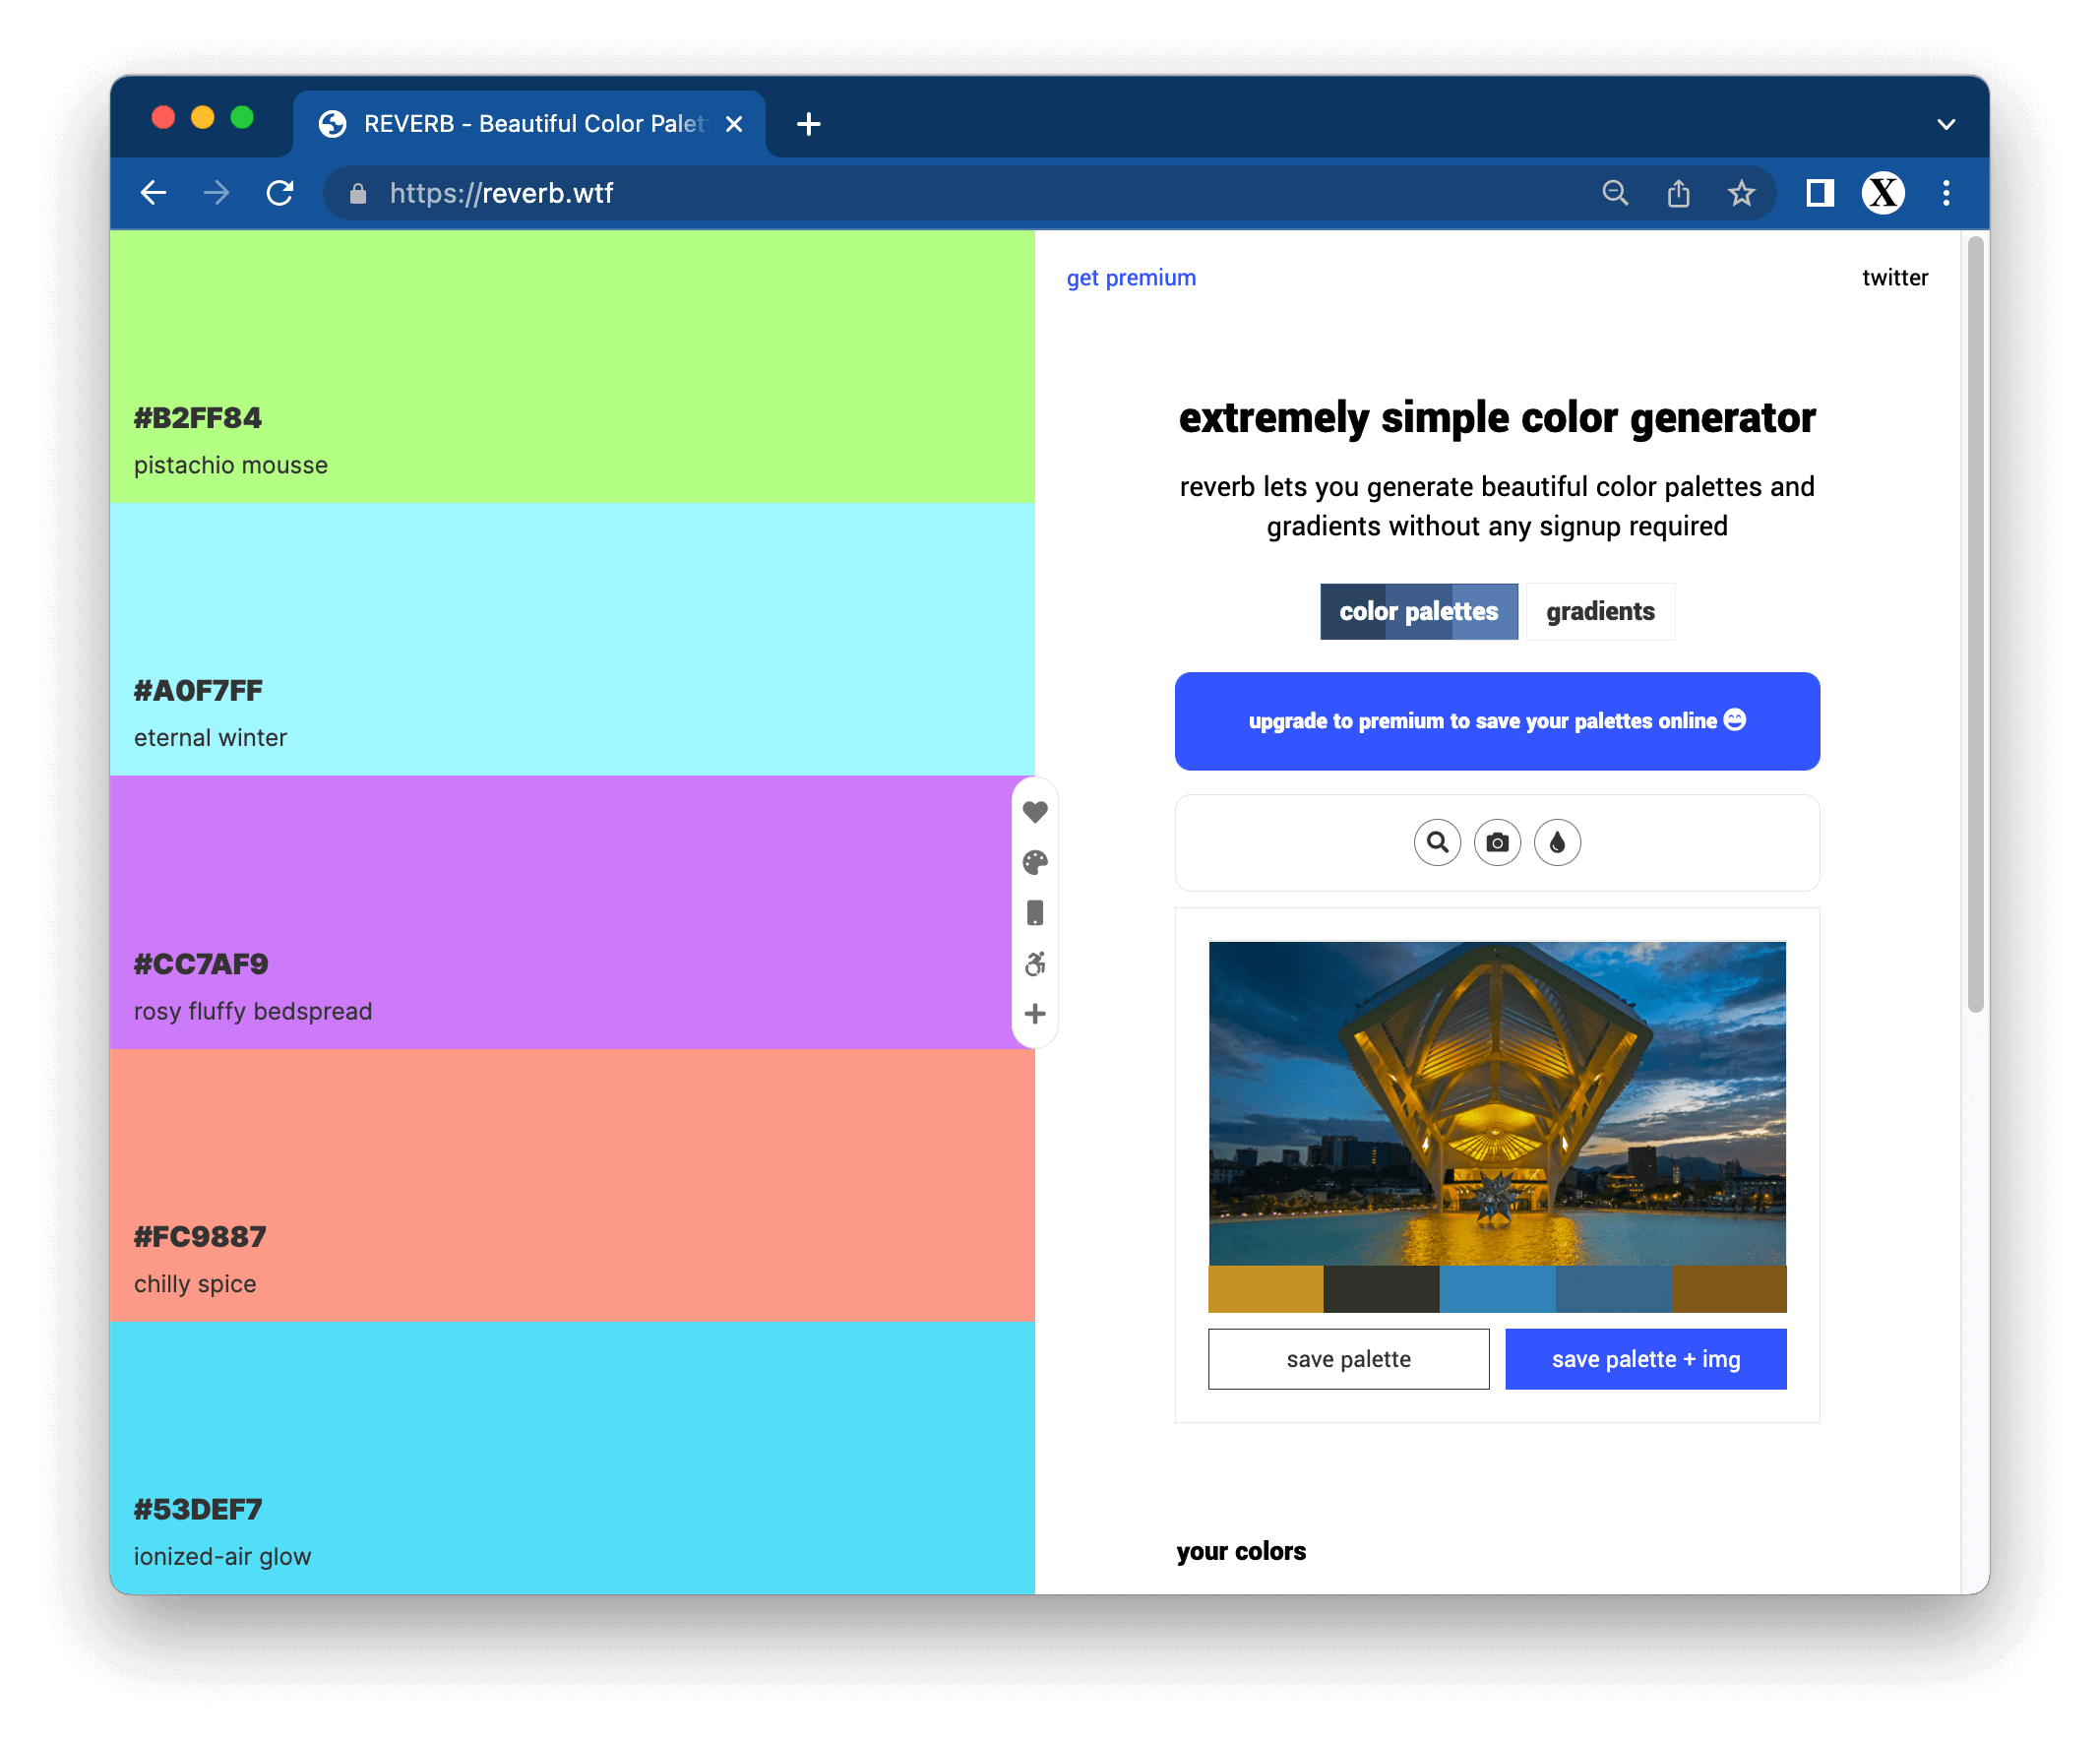 REVERB - Beautiful Color Palet
https://reverb.wtf
X
#B2FF84
pistachio mousse
#A0F7FF
eternal winter
#CC7AF9
rosy fluffy bedspread
#FC9887
chilly spice
#53DEF7
ionized-air glow
get premium
twitter
extremely simple color generator
reverb lets you generate beautiful color palettes and
gradients without any signup required
color palettes
gradients
upgrade to premium to save your palettes online 😄
save palette
save palette + img
your colors